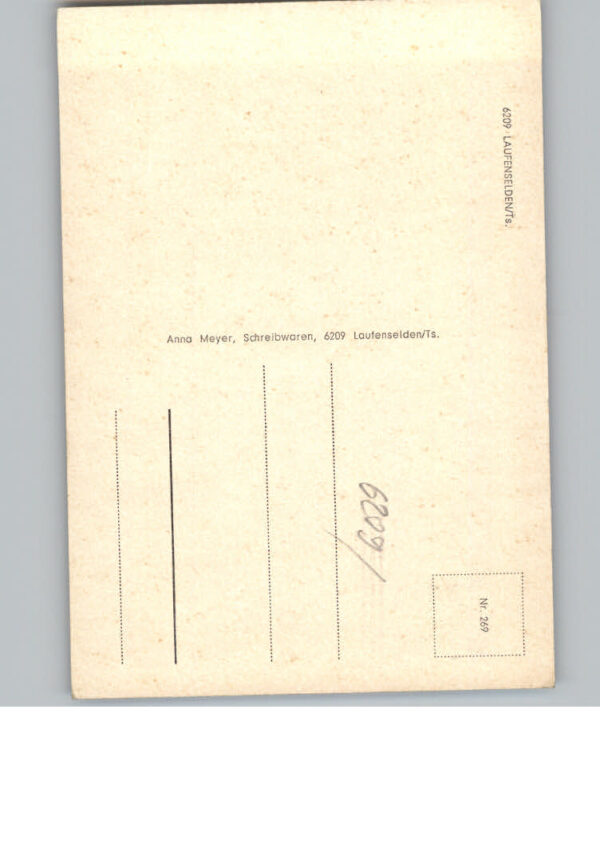 6209 LAUFENSELDEN/Ts.
Anna Meyer, Schreibwaren, 6209 Laufenselden/Ts.
6209/
Nr. 269